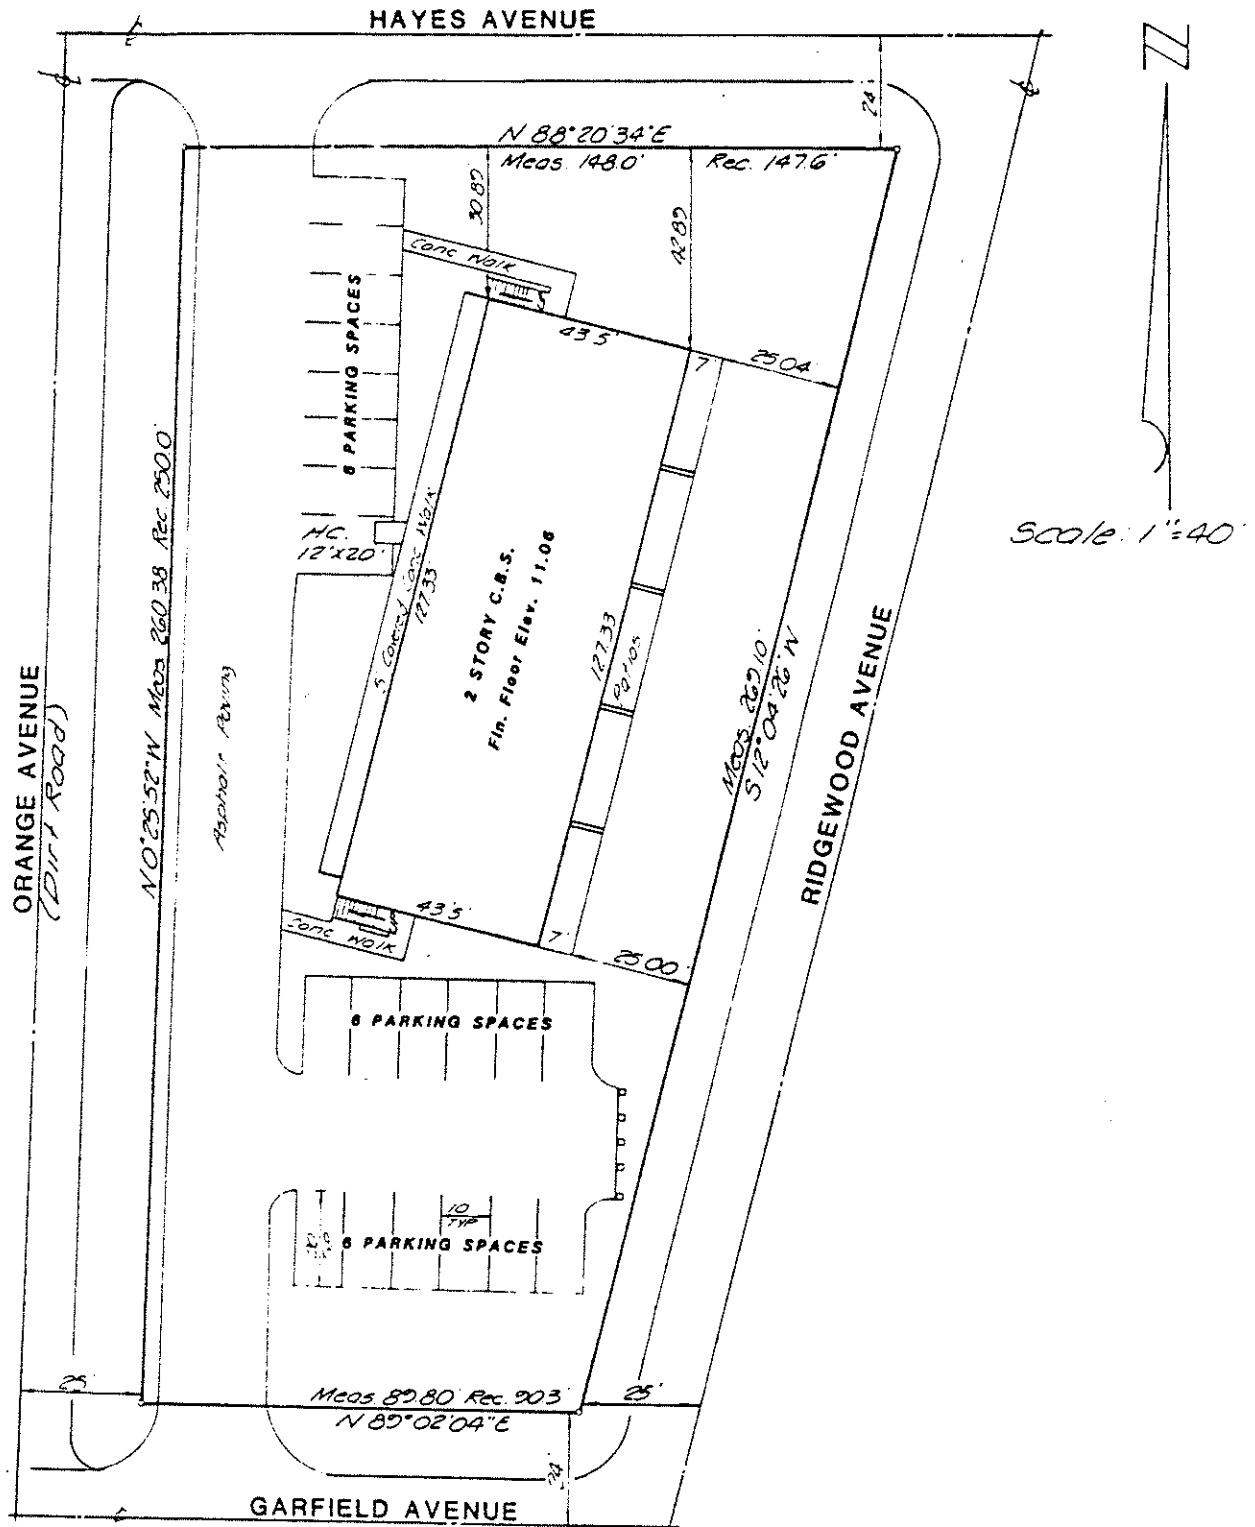 HAYES AVENUE
N
24'
N 88°20'34"E
Meas. 148.0' Rec. 147.6'
30.89
42.89
Conc Walk
8 PARKING SPACES
43.5'
7'
25.04'
Scale: 1"=40'
N 0°25'52"W Meas. 260.38 Rec. 250.0'
HC.
12'x20'
5' Covered Conc Walk
127.33
2 STORY C.B.S.
Fin. Floor Elev. 11.06
127.33
Patios
Meas. 269.10'
S 12°04'26"W
RIDGEWOOD AVENUE
ORANGE AVENUE
(Dirt Road)
Asphalt Paving
43.5'
Conc Walk
7'
25.00'
6 PARKING SPACES
10
TYP
6 PARKING SPACES
25'
Meas. 89.80' Rec. 90.3'
25'
N 89°02'04"E
24'
GARFIELD AVENUE